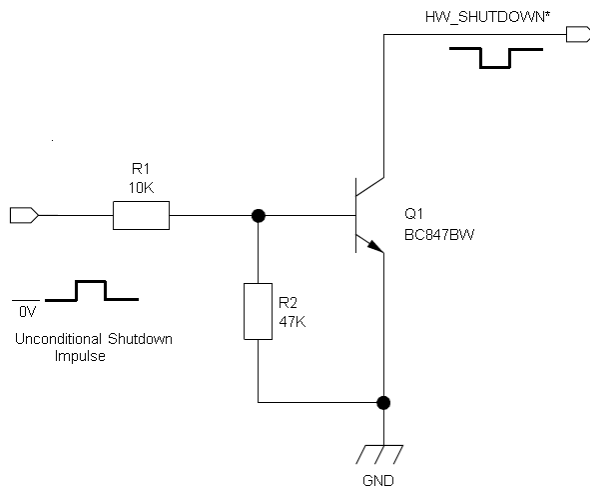 HW_SHUTDOWN*
R1
10K
Q1
BC847BW
R2
47K
0V
Unconditional Shutdown
Impulse
GND